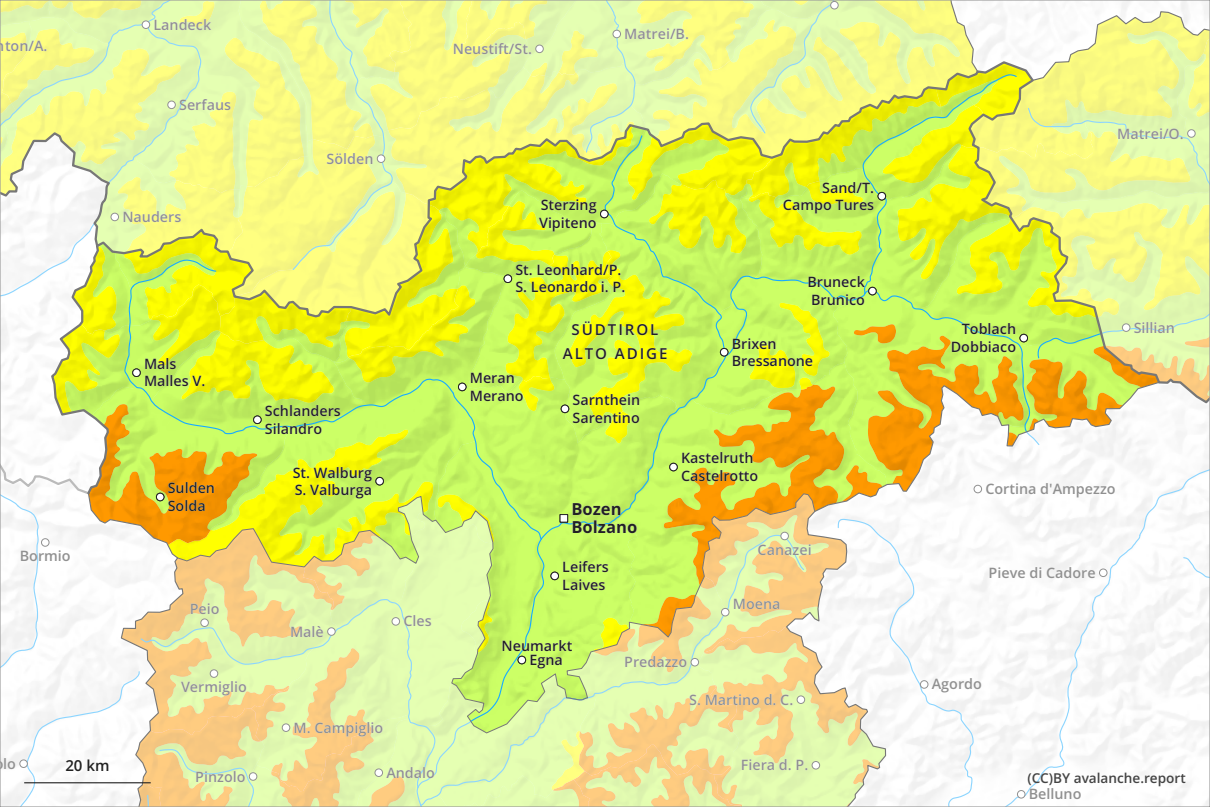 Landeck
nton/A.
Neustift/St.
Matrei/B.
Serfaus
Matrei/O.
Sölden
Nauders
Sand/T.
Campo Tures
Sterzing
Vipiteno
St. Leonhard/P.
S. Leonardo i. P.
Bruneck
Brunico
SÜDTIROL
ALTO ADIGE
Toblach
Dobbiaco
Sillian
Brixen
Bressanone
Mals
Malles V.
Meran
Merano
Sarnthein
Sarentino
Schlanders
Silandro
Kastelruth
Castelrotto
St. Walburg
S. Valburga
Sulden
Solda
Cortina d'Ampezzo
Bozen
Bolzano
Bormio
Canazei
Leifers
Laives
Pieve di Cadore
Peio
Moena
Cles
Malè
Neumarkt
Egna
Predazzo
Vermiglio
Agordo
S. Martino d. C.
M. Campiglio
olo
20 km
Pinzolo
Andalo
Fiera d. P.
(CC)BY avalanche.report
Belluno